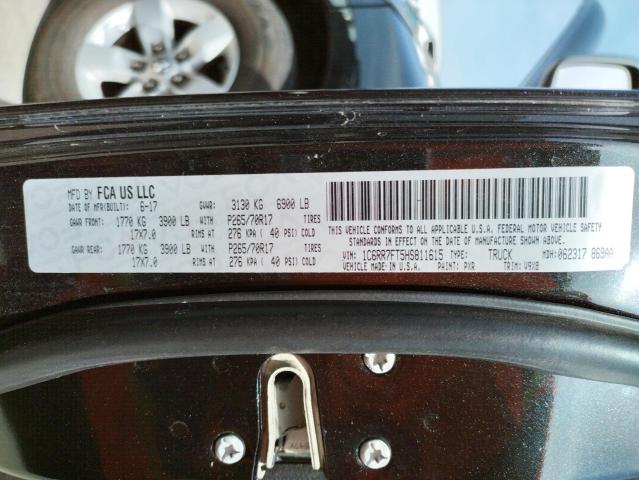 MFD BY FCA US LLC
DATE OF MFR(BUILT): 6-17 GVWR: 3130 KG 6900 LB
GAWR FRONT: 1770 KG 3900 LB WITH P265/70R17 TIRES
17X7.0 RIMS AT 276 KPA ( 40 PSI) COLD
GAWR REAR: 1770 KG 3900 LB WITH P265/70R17 TIRES
17X7.0 RIMS AT 276 KPA ( 40 PSI) COLD
THIS VEHICLE CONFORMS TO ALL APPLICABLE U.S.A. FEDERAL MOTOR VEHICLE SAFETY
STANDARDS IN EFFECT ON THE DATE OF MANUFACTURE SHOWN ABOVE.
VIN: 1C6RR7FT5HS811615 TYPE: TRUCK MDH: 062317 869AA
VEHICLE MADE IN MEXICO PAINT: PXR TRIM: V9X8